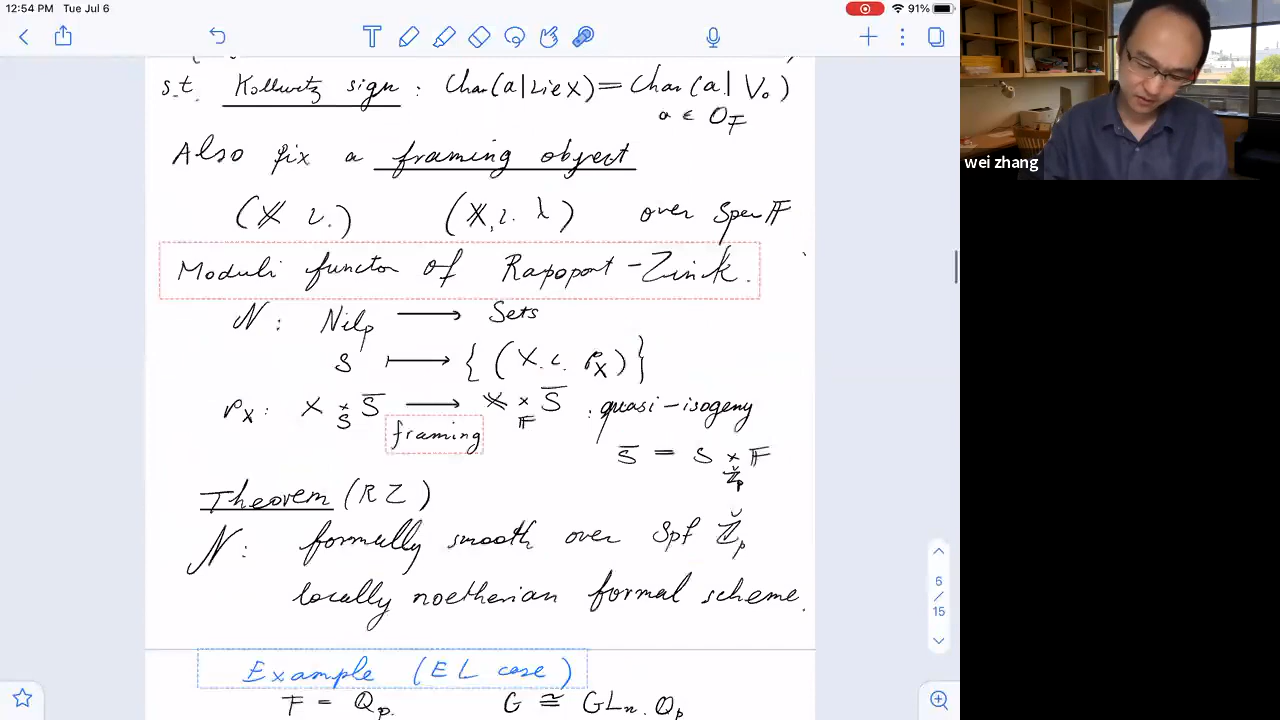 12:54 PM Tue Jul 6
91%
s.t. Kollwitz sign : Char(a|Lie X) = Char(a | V₀)
a ∈ O_F
Also fix a framing object
(𝕏 ι.) (𝕏, ι. λ) over Spec 𝔽
Moduli functor of Rapoport-Zink.
N : Nilp ⟶ Sets
S ⟼ { (X. ι. ρ_X) }
ρ_X : X ×_S S̄ ⟶ 𝕏 ×_𝔽 S̄ : quasi-isogeny
framing
S̄ = S ×_{Z̆_p} 𝔽
Theorem (RZ)
N : formally smooth over Spf Z̆_p
locally noetherian formal scheme.
Example (EL case)
F = Q_p. G ≅ GL_n. Q_p
6
/
15
wei zhang